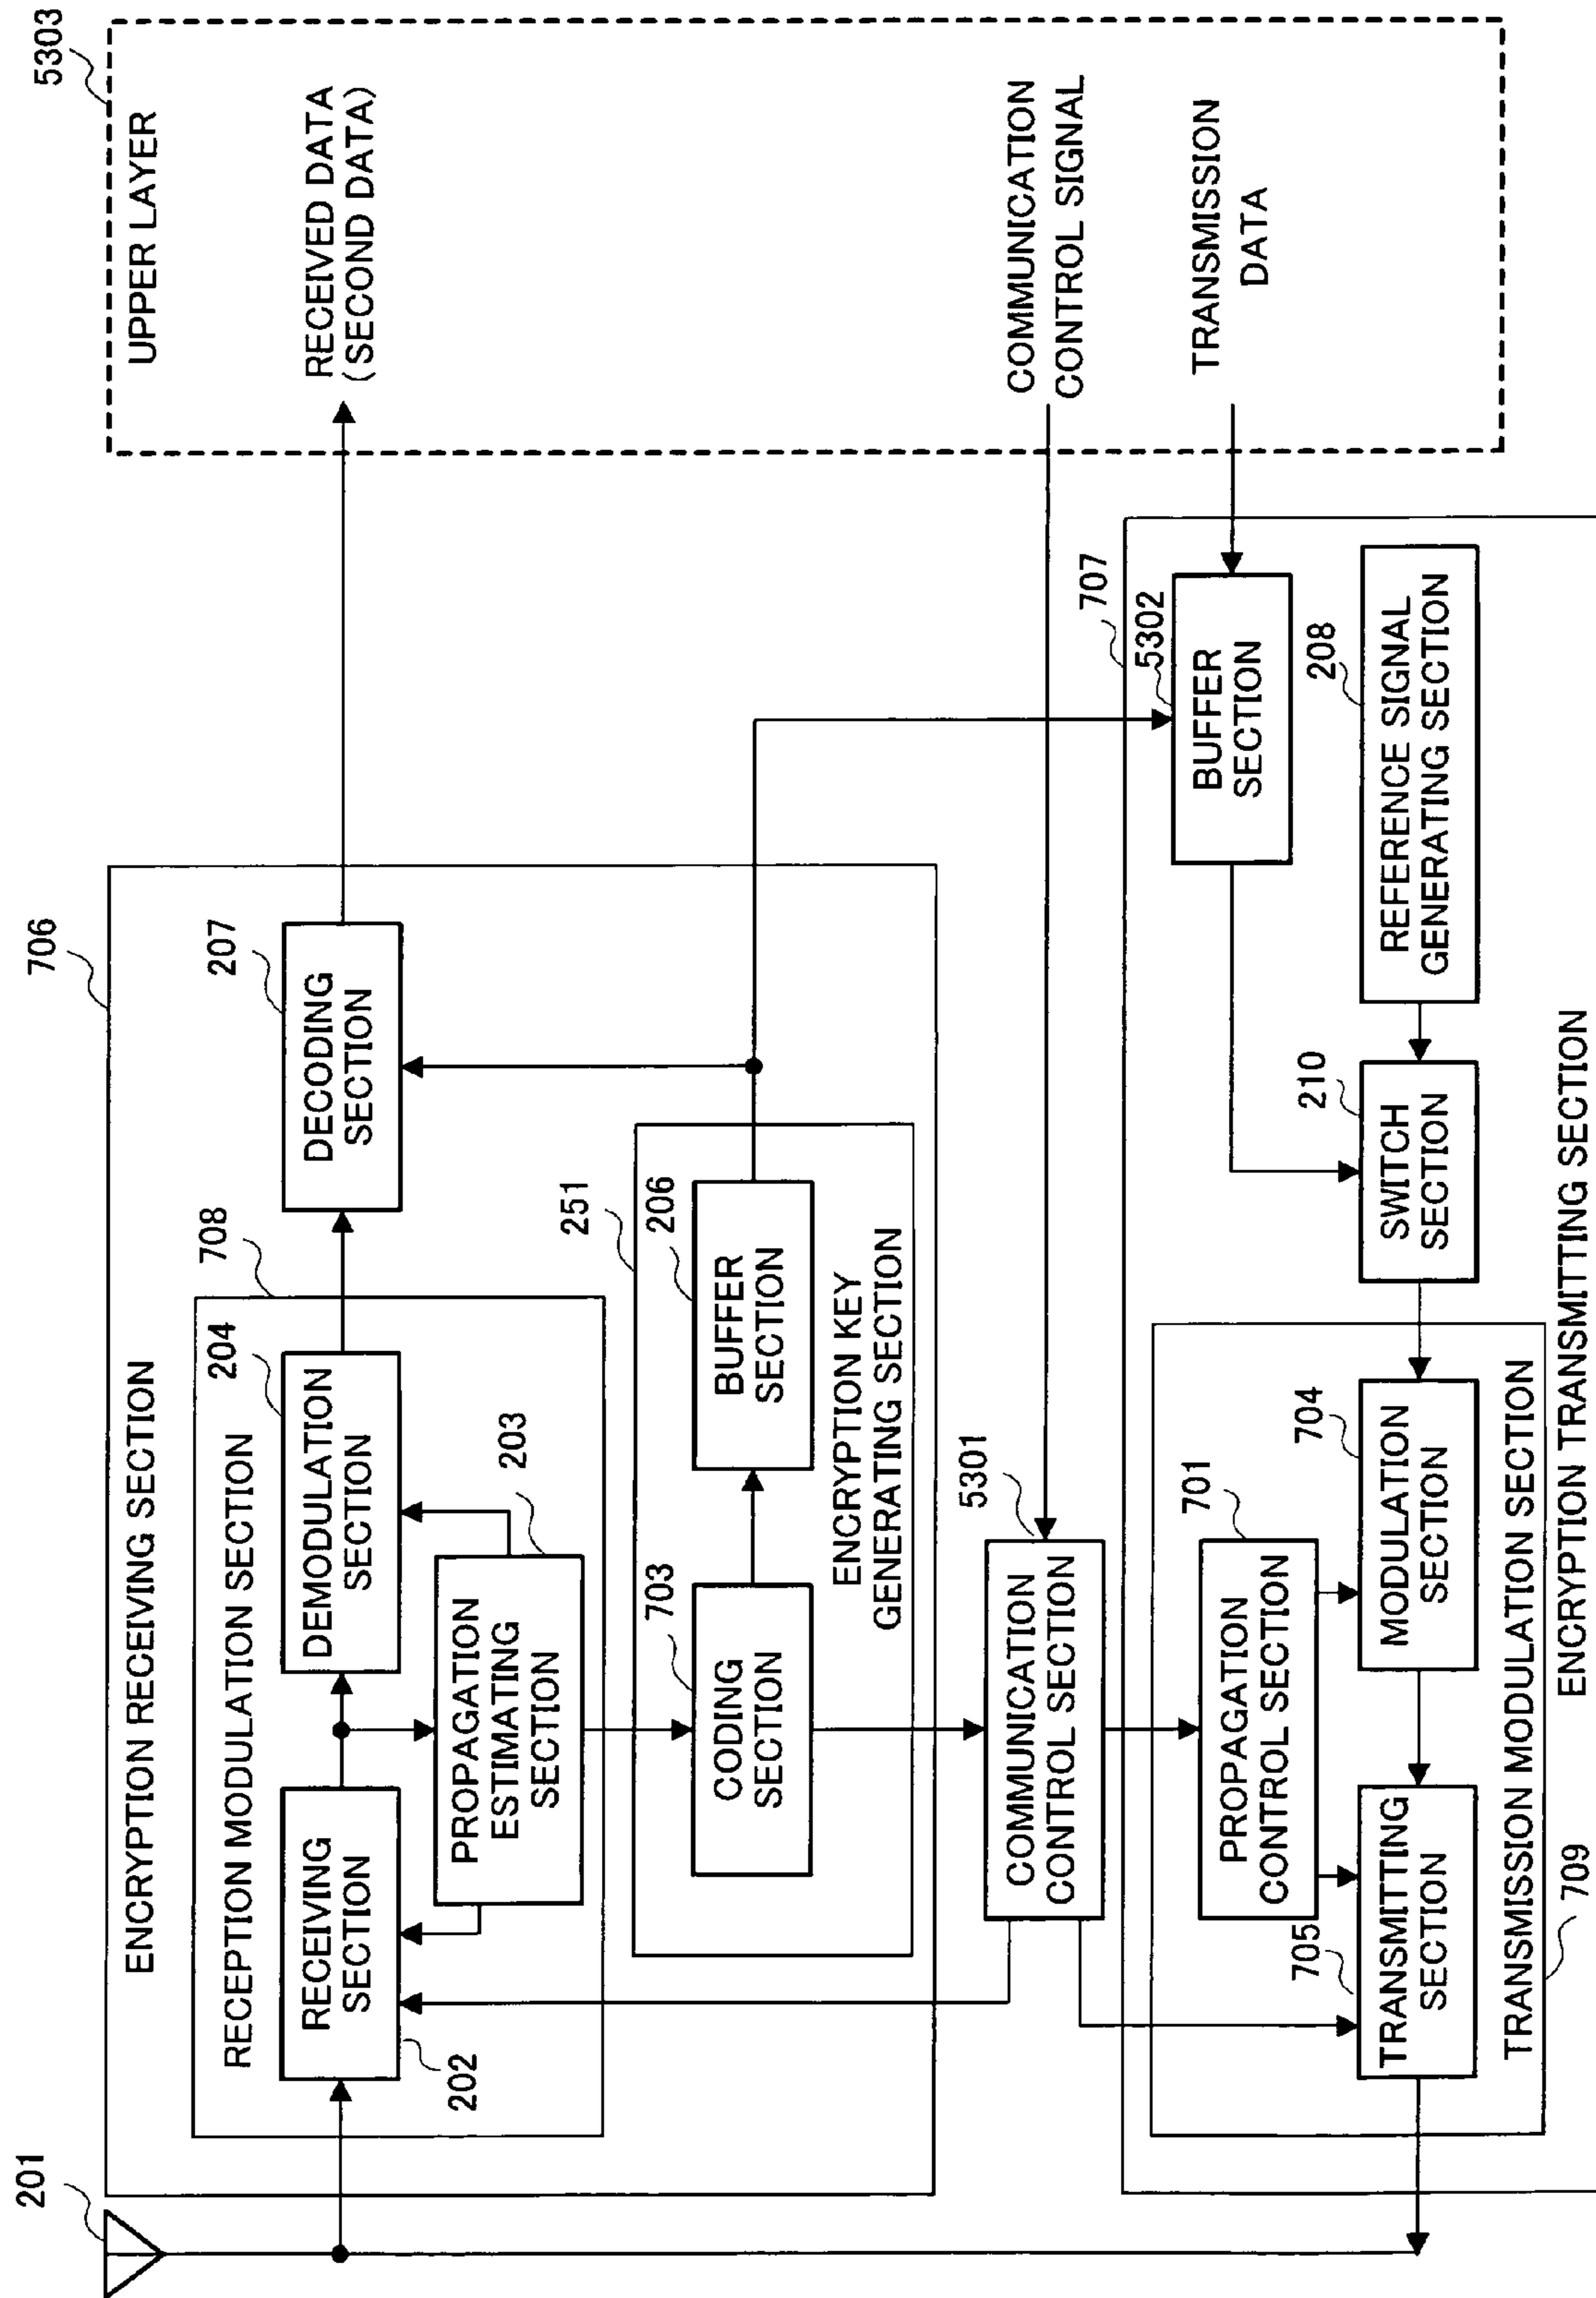 201
706
ENCRYPTION RECEIVING SECTION
708
RECEPTION MODULATION SECTION
202
RECEIVING
SECTION
204
DEMODULATION
SECTION
203
PROPAGATION
ESTIMATING
SECTION
207
DECODING
SECTION
251
703
CODING
SECTION
206
BUFFER
SECTION
ENCRYPTION KEY
GENERATING SECTION
5303
UPPER LAYER
RECEIVED DATA
(SECOND DATA)
COMMUNICATION
CONTROL SIGNAL
TRANSMISSION
DATA
5301
COMMUNICATION
CONTROL SECTION
707
5302
BUFFER
SECTION
701
PROPAGATION
CONTROL SECTION
705
TRANSMITTING
SECTION
704
MODULATION
SECTION
210
SWITCH
SECTION
208
REFERENCE SIGNAL
GENERATING SECTION
TRANSMISSION MODULATION SECTION
709
ENCRYPTION TRANSMITTING SECTION